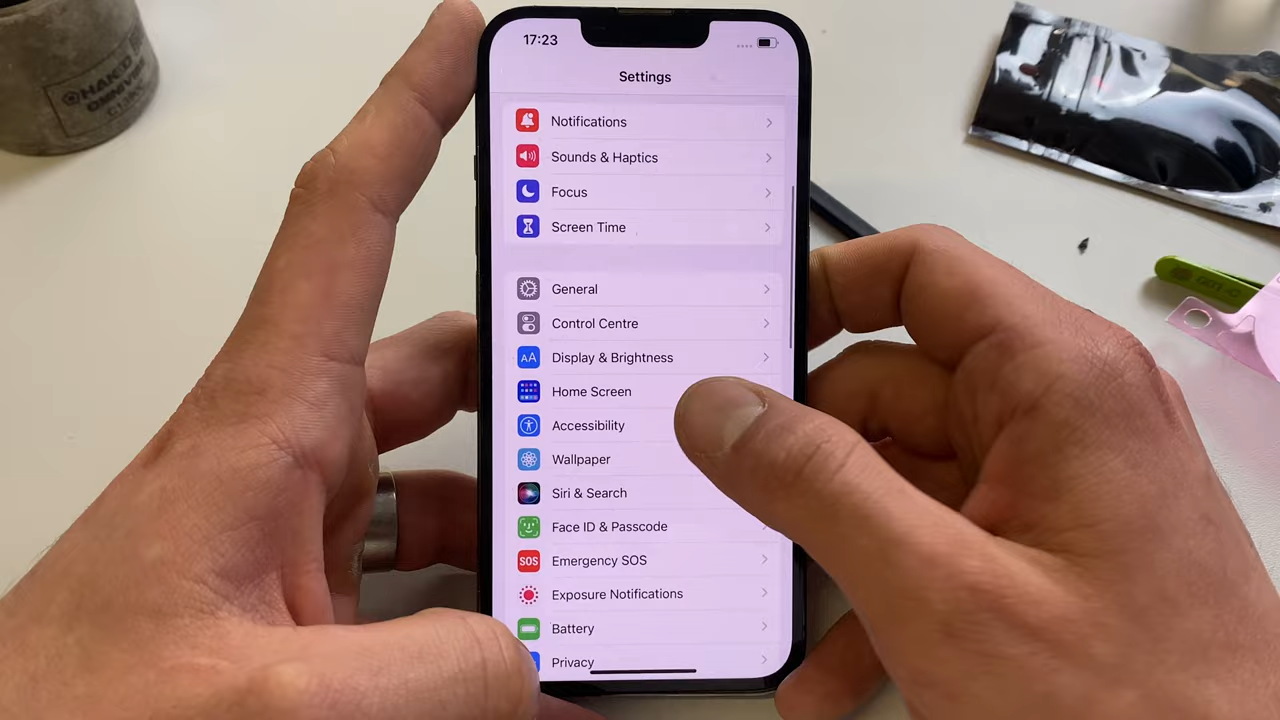 17:23
Settings
Notifications
Sounds & Haptics
Focus
Screen Time
General
Control Centre
AA
Display & Brightness
Home Screen
Accessibility
Wallpaper
Siri & Search
Face ID & Passcode
SOS
Emergency SOS
Exposure Notifications
Battery
Privacy